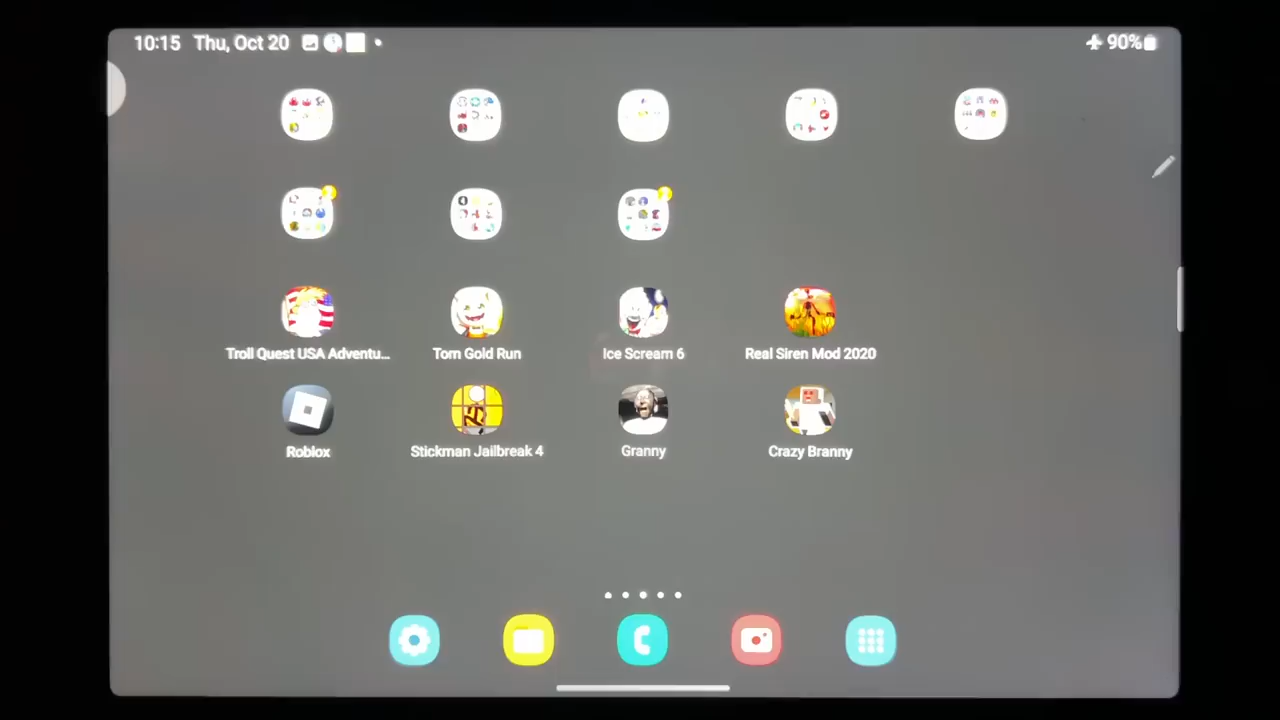 10:15 Thu, Oct 20
90%
Troll Quest USA Adventu...
Tom Gold Run
Ice Scream 6
Real Siren Mod 2020
Roblox
Stickman Jailbreak 4
Granny
Crazy Branny